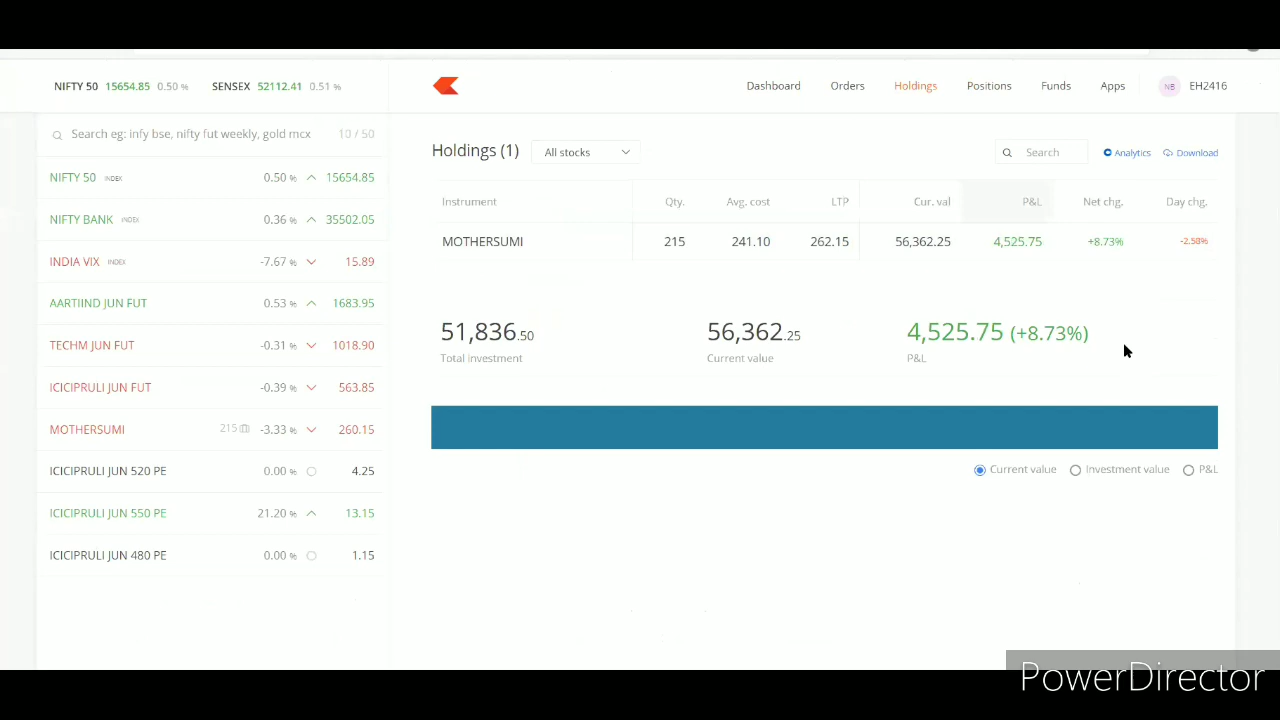 NIFTY 50 15654.85 0.50 % SENSEX 52112.41 0.51 %
Dashboard Orders Holdings Positions Funds Apps NB EH2416
Search eg: infy bse, nifty fut weekly, gold mcx 10 / 50
NIFTY 50 INDEX 0.50 % 15654.85
NIFTY BANK INDEX 0.36 % 35502.05
INDIA VIX INDEX -7.67 % 15.89
AARTIIND JUN FUT 0.53 % 1683.95
TECHM JUN FUT -0.31 % 1018.90
ICICIPRULI JUN FUT -0.39 % 563.85
MOTHERSUMI 215 -3.33 % 260.15
ICICIPRULI JUN 520 PE 0.00 % 4.25
ICICIPRULI JUN 550 PE 21.20 % 13.15
ICICIPRULI JUN 480 PE 0.00 % 1.15
Holdings (1) All stocks Search Analytics Download
Instrument Qty. Avg. cost LTP Cur. val P&L Net chg. Day chg.
MOTHERSUMI 215 241.10 262.15 56,362.25 4,525.75 +8.73% -2.58%
51,836.50 56,362.25 4,525.75 (+8.73%)
Total investment Current value P&L
Current value Investment value P&L
PowerDirector